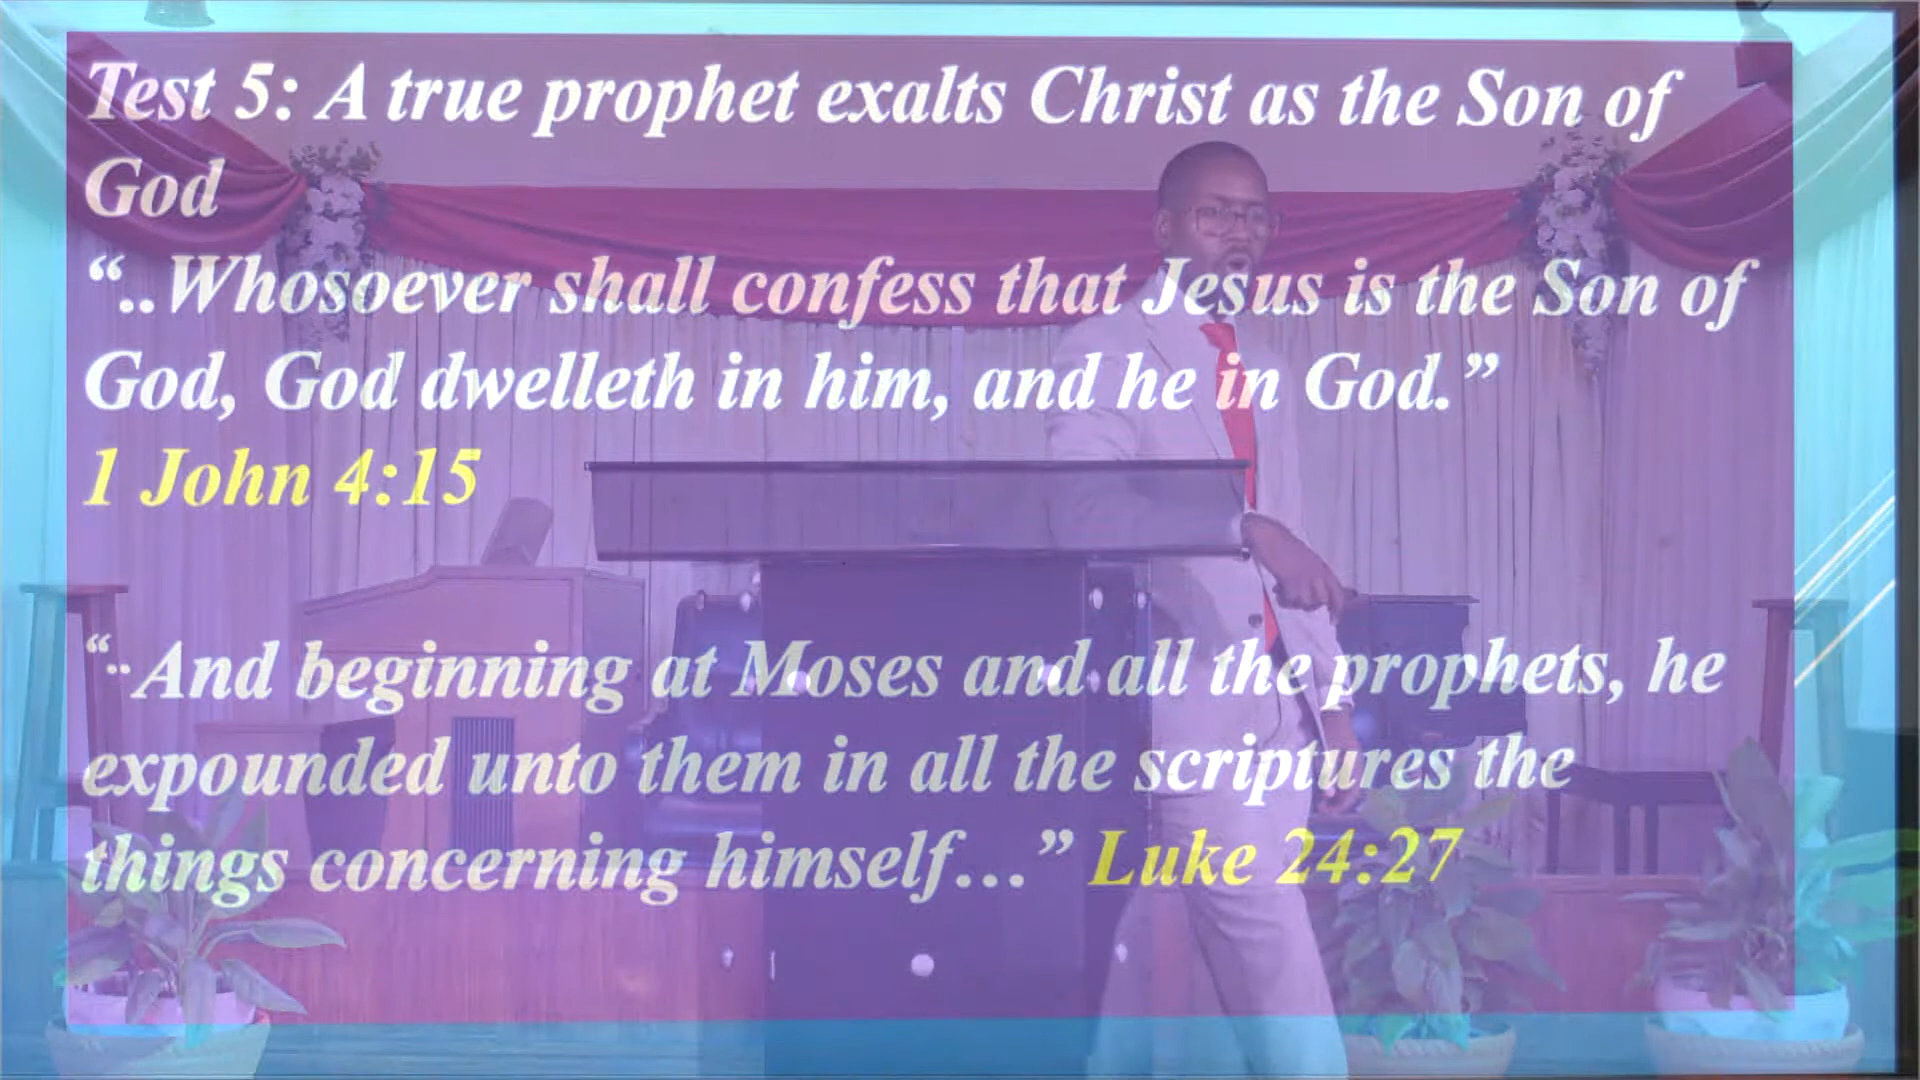 Test 5: A true prophet exalts Christ as the Son of
God
“..Whosoever shall confess that Jesus is the Son of
God, God dwelleth in him, and he in God.”
1 John 4:15
“..And beginning at Moses and all the prophets, he
expounded unto them in all the scriptures the
things concerning himself…” Luke 24:27